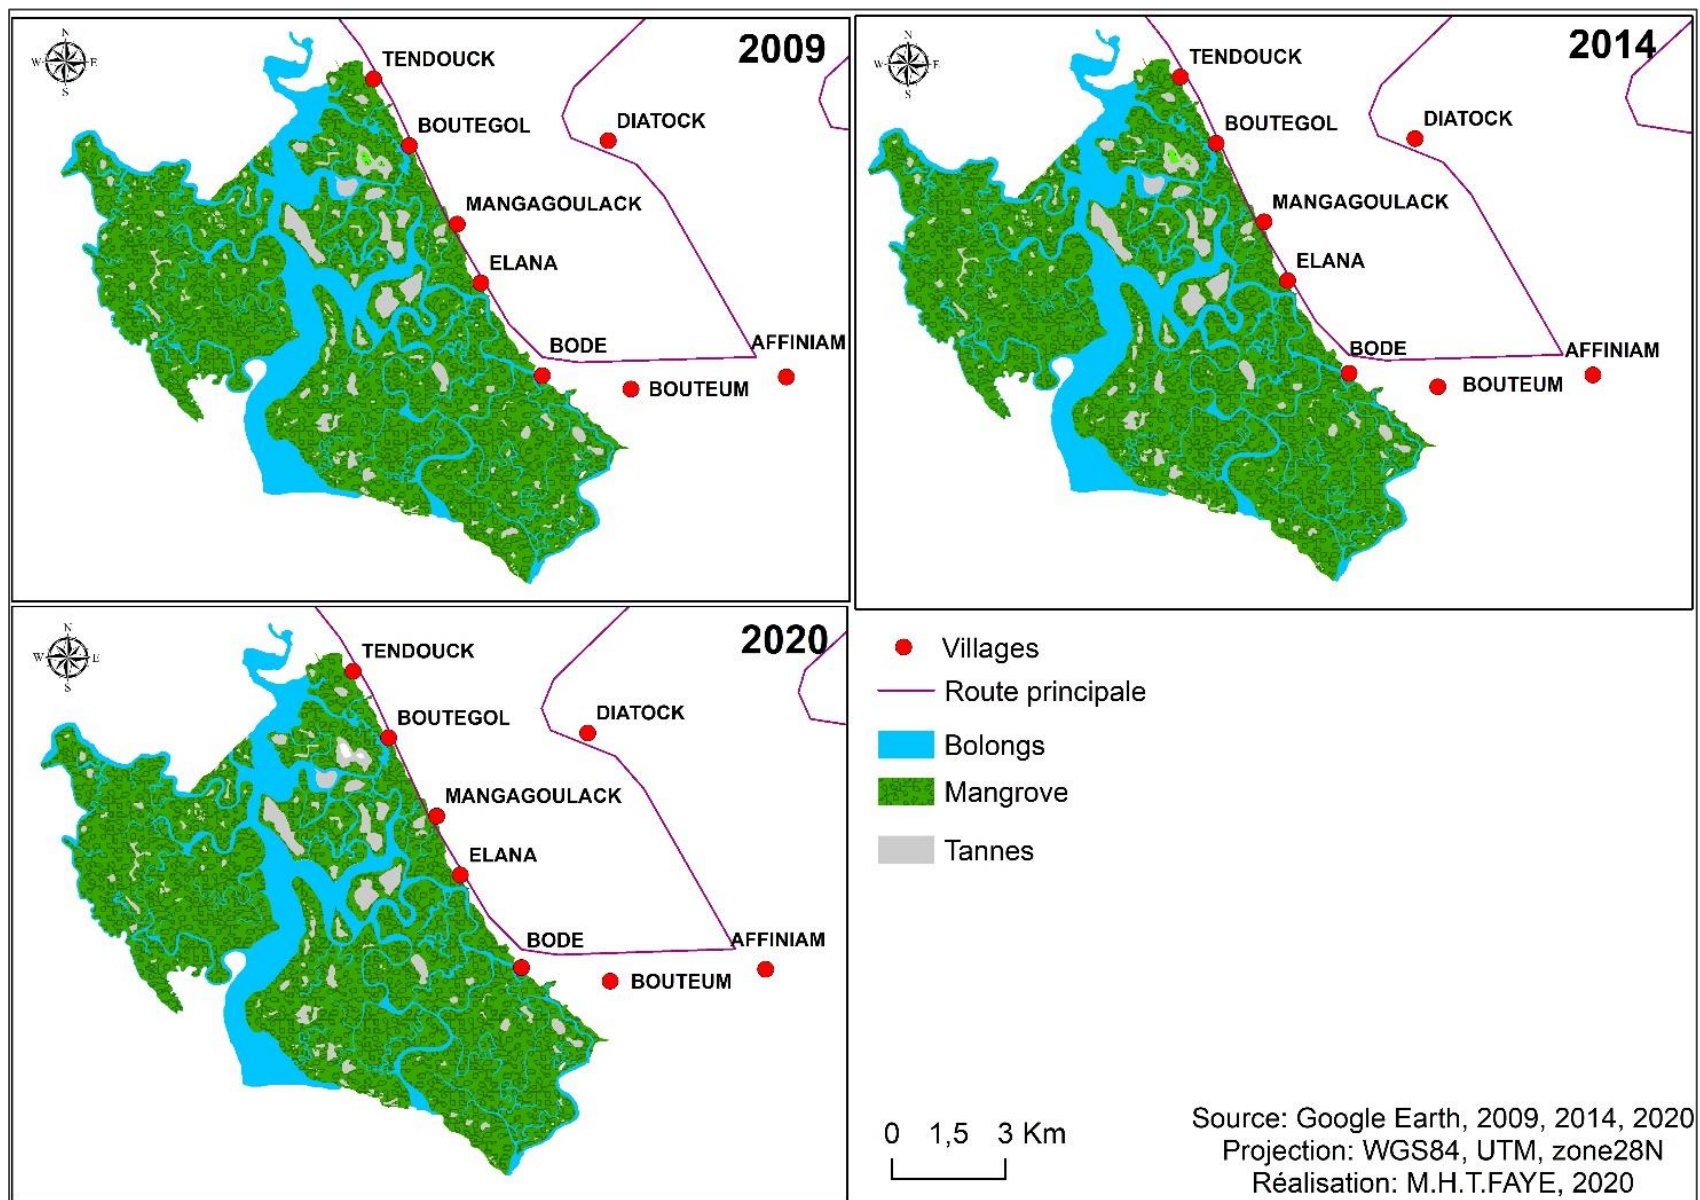 2009
N
W E
S
TENDOUCK
BOUTEGOL
DIATOCK
MANGAGOULACK
ELANA
BODE
AFFINIAM
BOUTEUM
2014
N
W E
S
TENDOUCK
BOUTEGOL
DIATOCK
MANGAGOULACK
ELANA
BODE
AFFINIAM
BOUTEUM
2020
N
W E
S
TENDOUCK
BOUTEGOL
DIATOCK
MANGAGOULACK
ELANA
BODE
AFFINIAM
BOUTEUM
Villages
Route principale
Bolongs
Mangrove
Tannes
0 1,5 3 Km
Source: Google Earth, 2009, 2014, 2020
Projection: WGS84, UTM, zone28N
Réalisation: M.H.T.FAYE, 2020